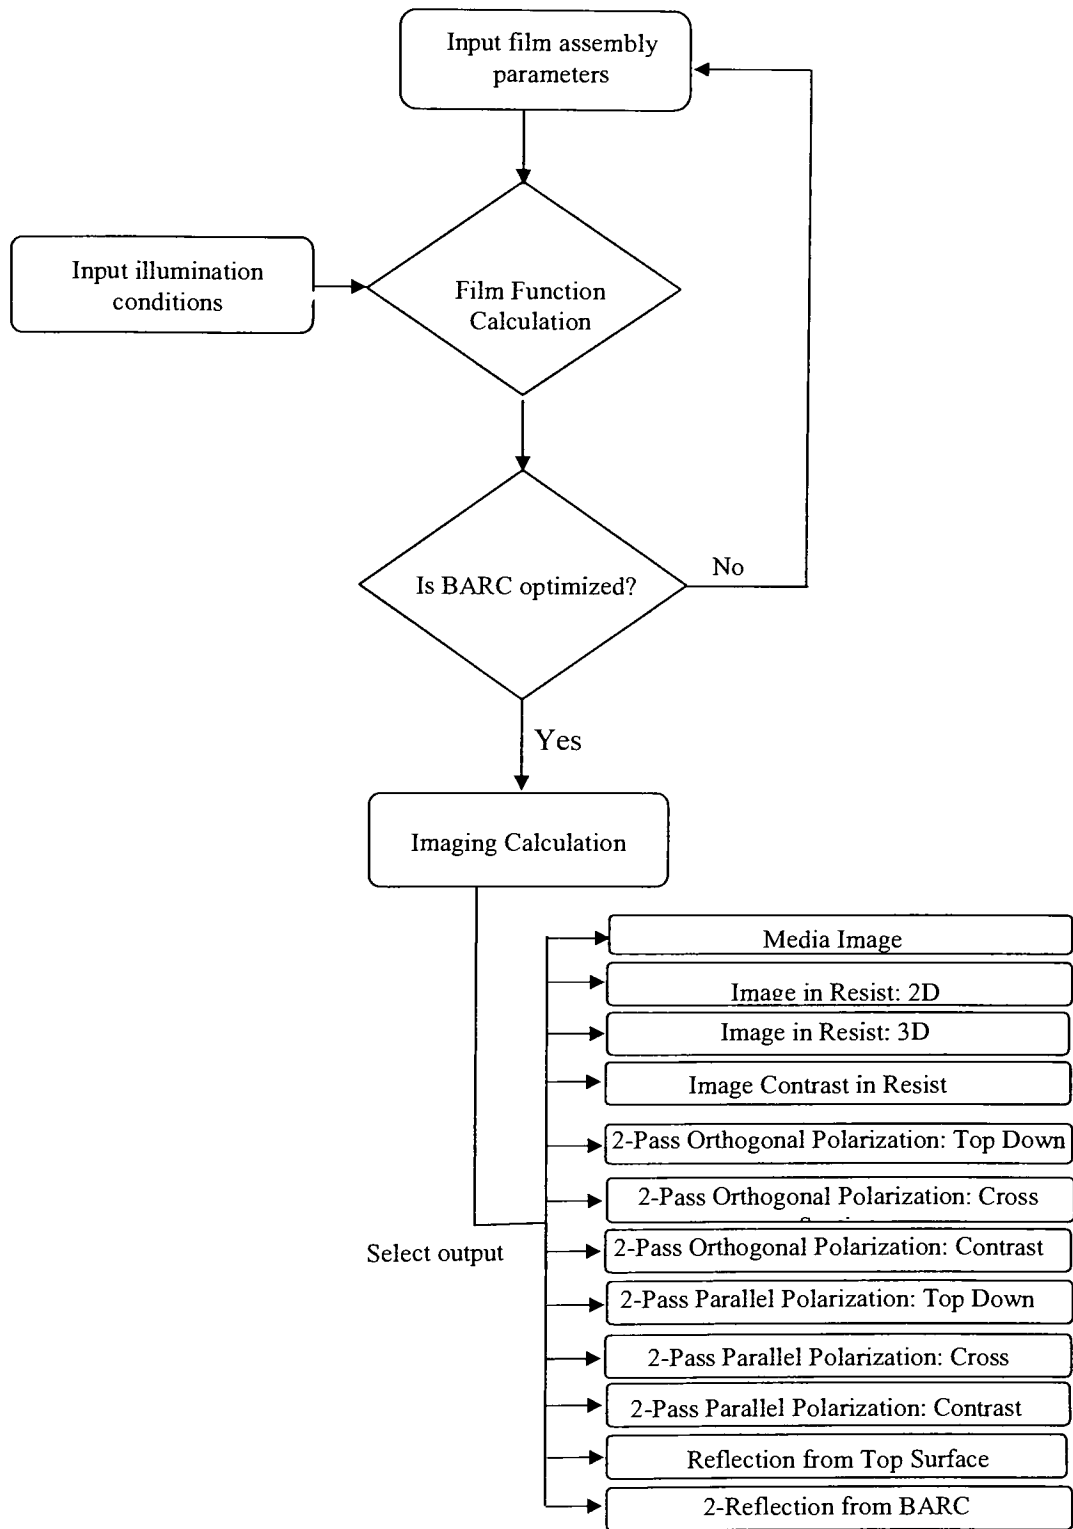 Input film assembly
parameters
Input illumination
conditions
Film Function
Calculation
Is BARC optimized?
No
Yes
Imaging Calculation
Media Image
Image in Resist: 2D
Image in Resist: 3D
Image Contrast in Resist
2-Pass Orthogonal Polarization: Top Down
2-Pass Orthogonal Polarization: Cross
Select output
2-Pass Orthogonal Polarization: Contrast
2-Pass Parallel Polarization: Top Down
2-Pass Parallel Polarization: Cross
2-Pass Parallel Polarization: Contrast
Reflection from Top Surface
2-Reflection from BARC